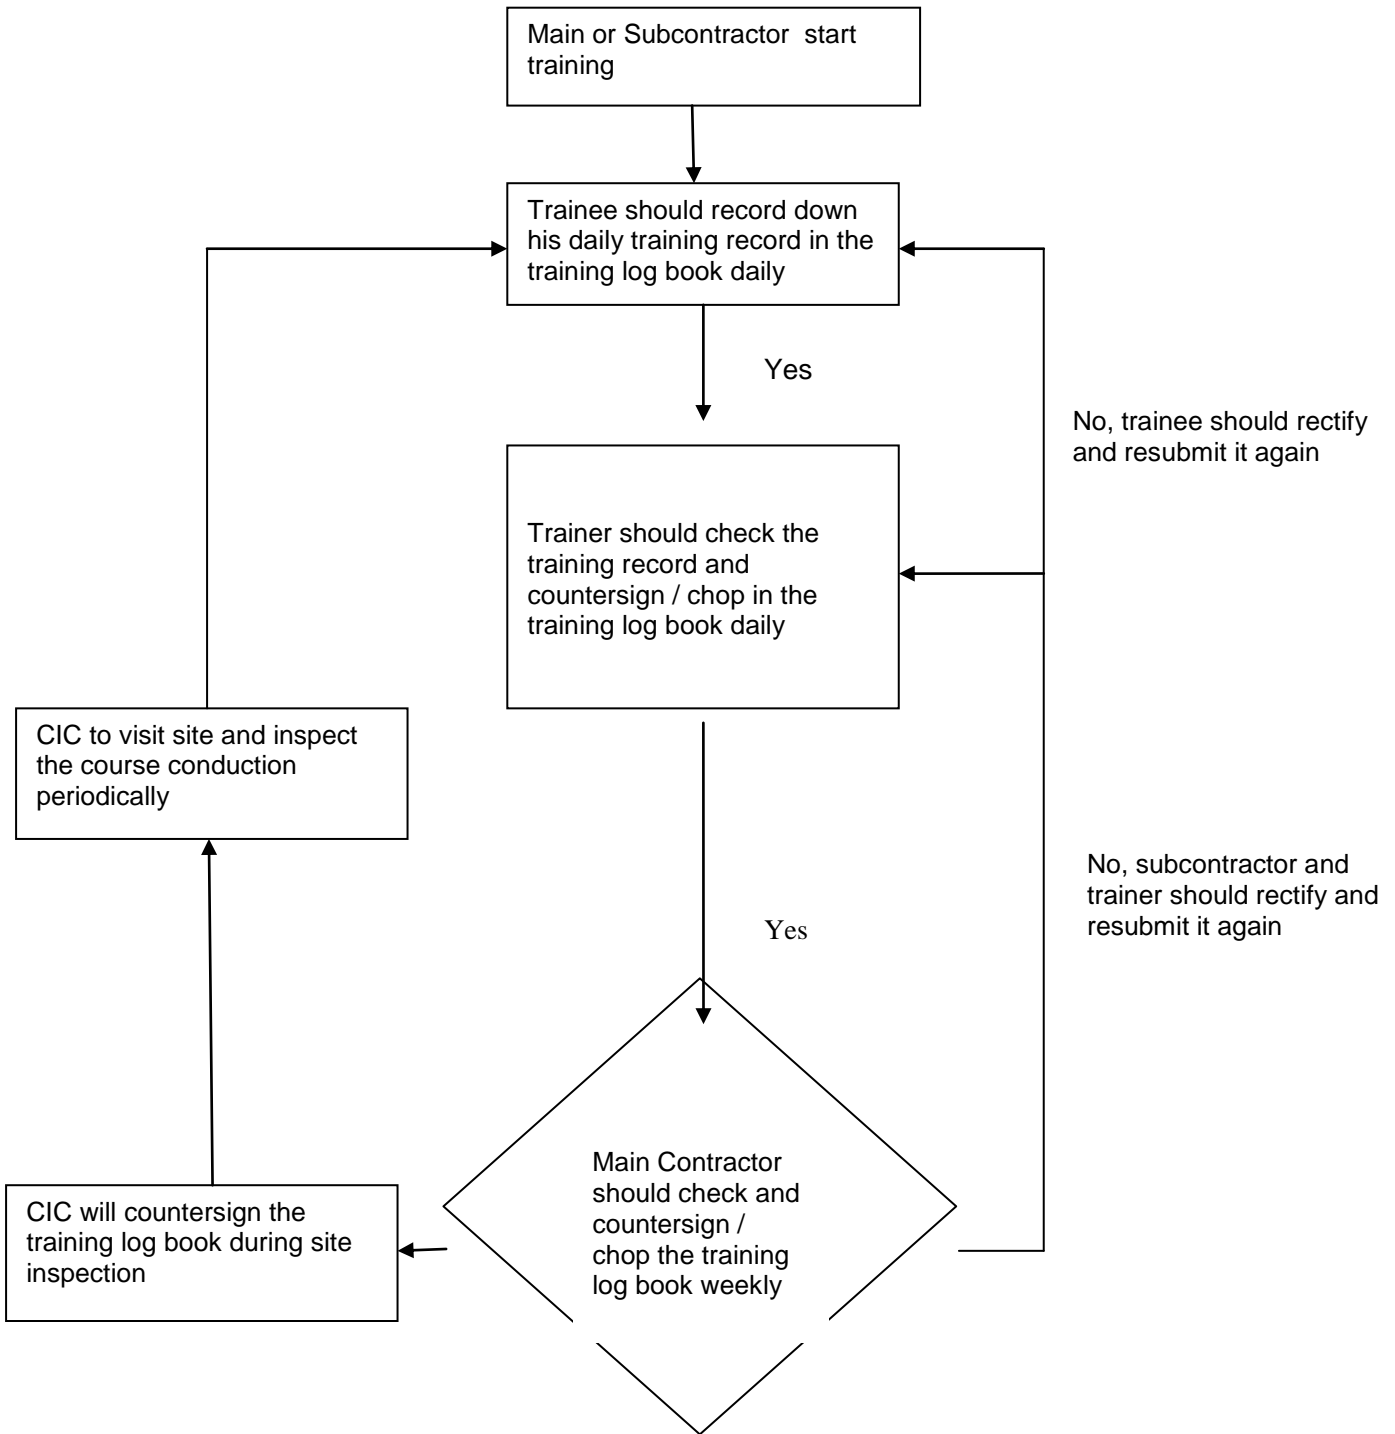 Main or Subcontractor  start
training
Trainee should record down
his daily training record in the
training log book daily
Yes
No, trainee should rectify
and resubmit it again
Trainer should check the
training record and
countersign / chop in the
training log book daily
CIC to visit site and inspect
the course conduction
periodically
No, subcontractor and
trainer should rectify and
resubmit it again
Yes
Main Contractor
should check and
countersign /
chop the training
log book weekly
CIC will countersign the
training log book during site
inspection